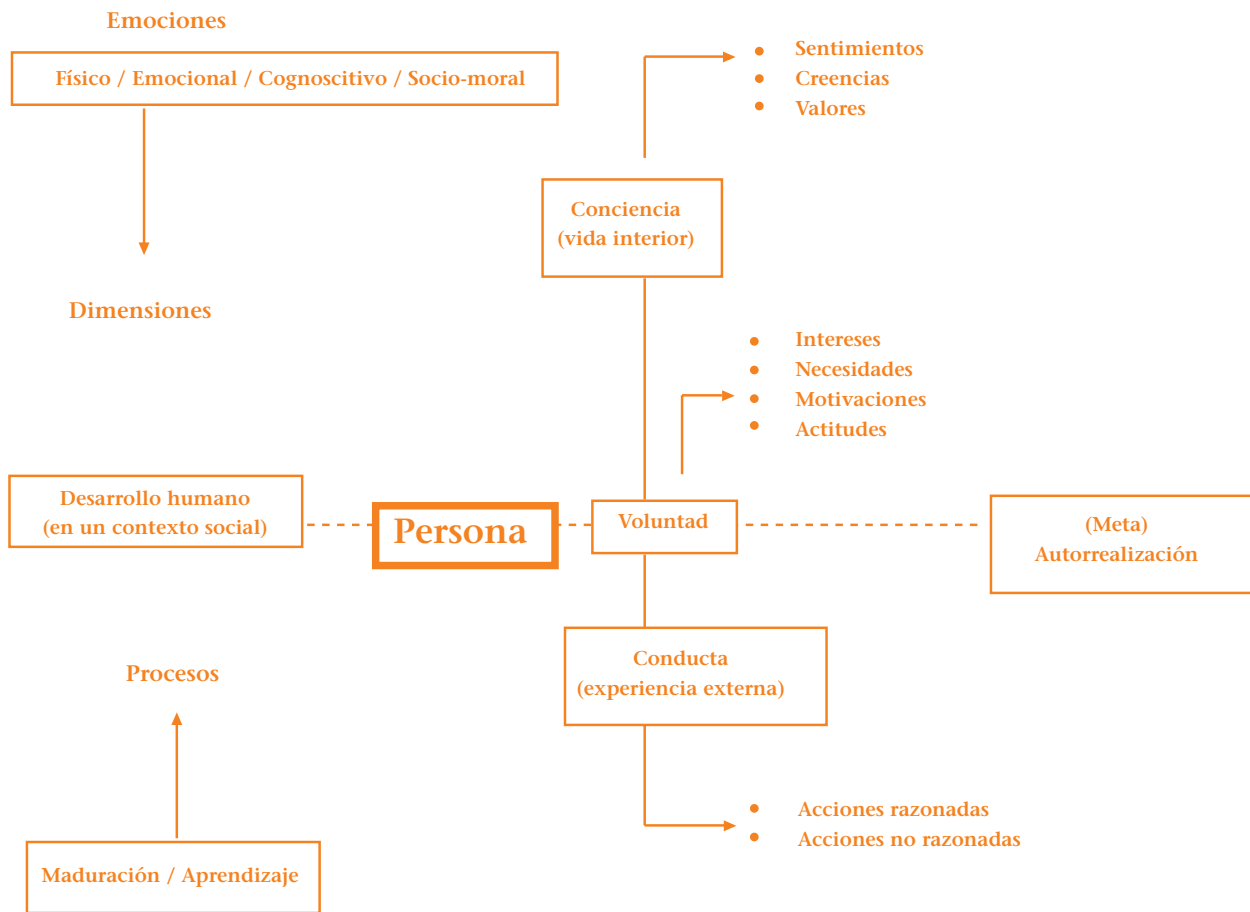 Emociones
Físico / Emocional / Cognoscitivo / Socio-moral
Dimensiones
• Sentimientos
• Creencias
• Valores
Conciencia
(vida interior)
• Intereses
• Necesidades
• Motivaciones
• Actitudes
Desarrollo humano
(en un contexto social)
Persona
Voluntad
(Meta)
Autorrealización
Conducta
(experiencia externa)
Procesos
Maduración / Aprendizaje
• Acciones razonadas
• Acciones no razonadas